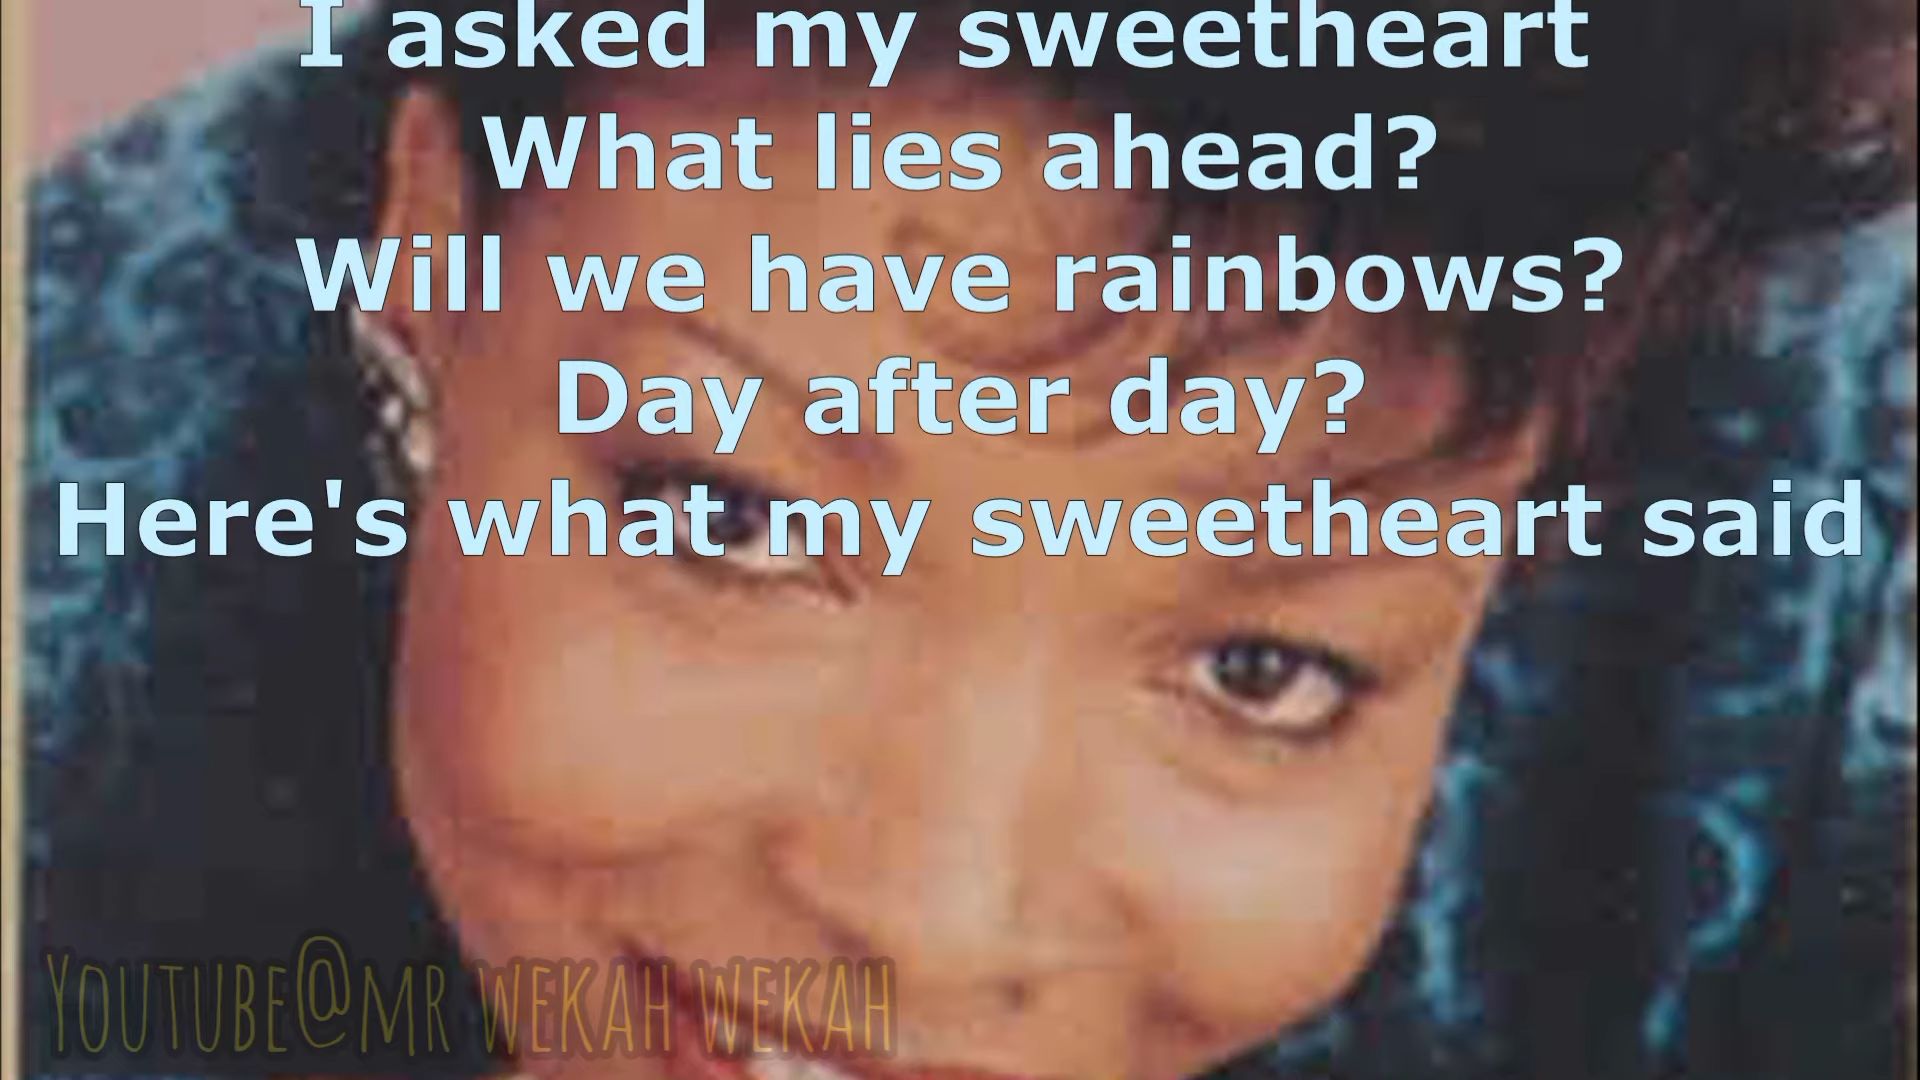 I asked my sweetheart
What lies ahead?
Will we have rainbows?
Day after day?
Here's what my sweetheart said
YOUTUBE@MR WEKAH WEKAH